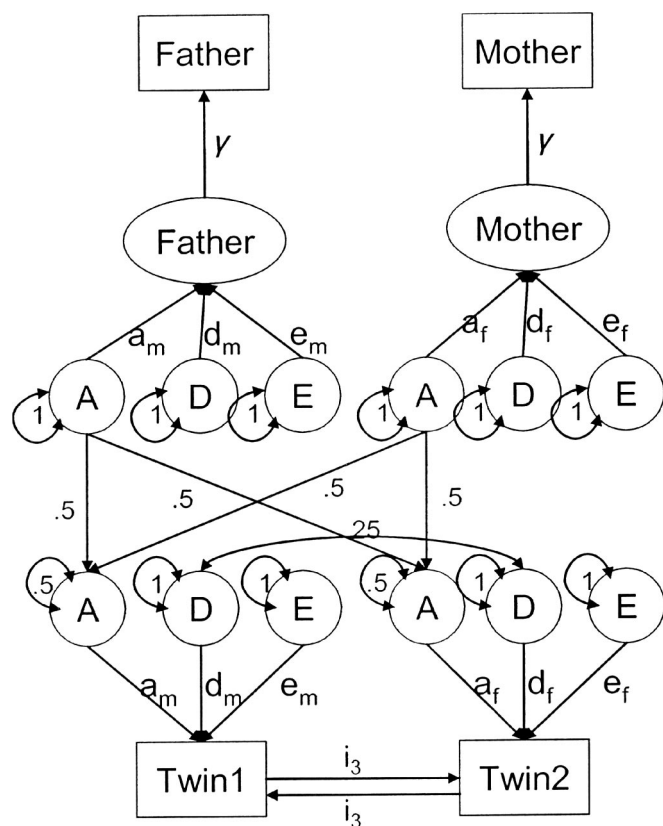 Father Mother
γ γ
Father Mother
a_m d_m e_m a_f d_f e_f
A D E A D E
1 1 1 1 1 1
.5 .5 .5 .5
.25
.5 1 1 .5 1 1
A D E A D E
a_m d_m e_m a_f d_f e_f
i_3
Twin1 Twin2
i_3